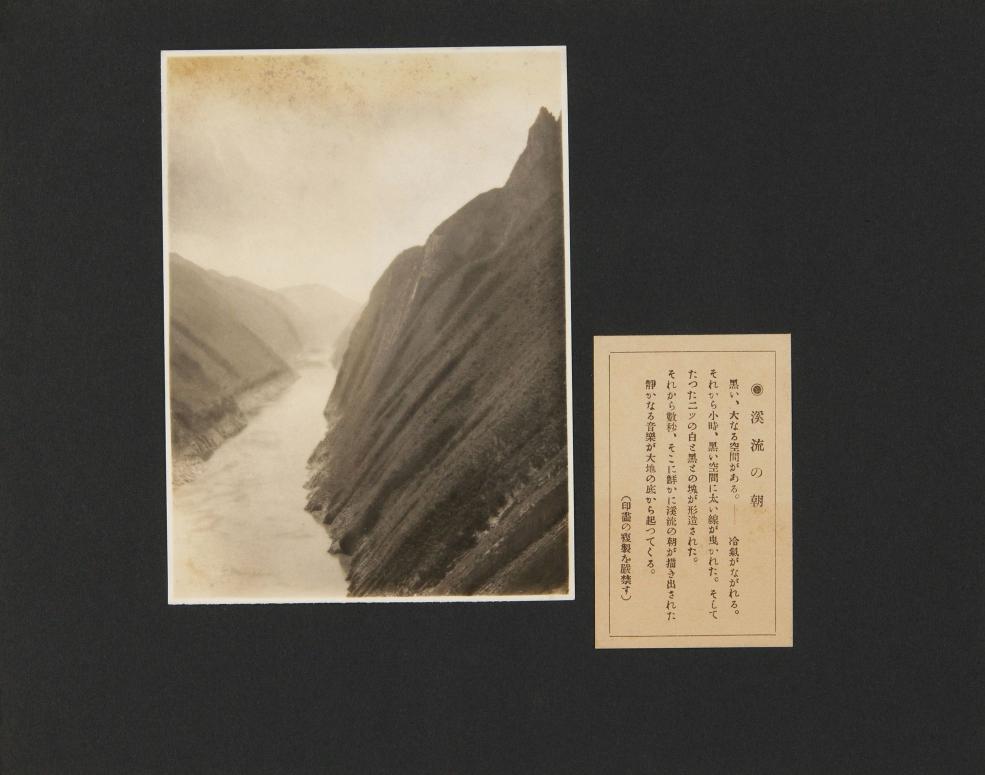 ◉ 溪流の朝
黑い、大なる空間がある。—— 冷氣がながれる。
それから小時、黑い空間に太い線が曳かれた。そして
たつた二ツの白と黑との塊が形造された。
それから數秒、そこに鮮かに溪流の朝が描き出された
靜かなる音樂が大地の底から起つてくる。
(印畫の複製を嚴禁す)